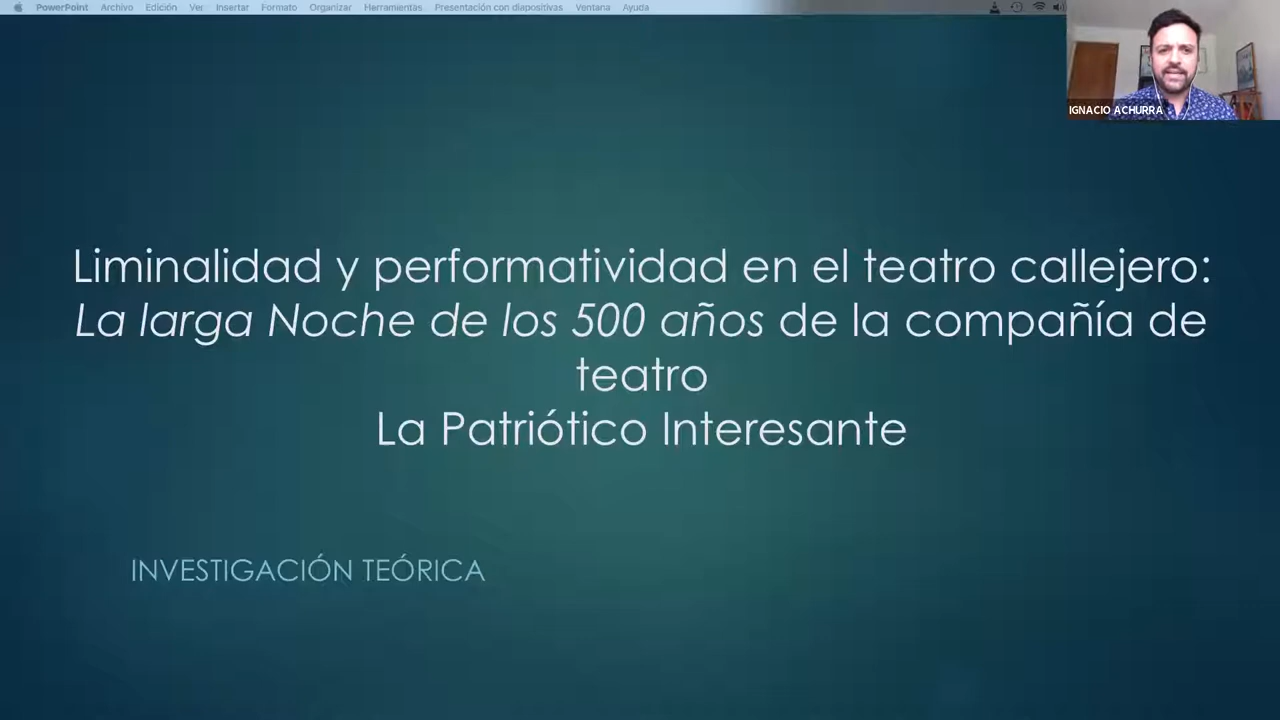 PowerPoint Archivo Edición Ver Insertar Formato Organizar Herramientas Presentación con diapositivas Ventana Ayuda
IGNACIO ACHURRA
Liminalidad y performatividad en el teatro callejero:
La larga Noche de los 500 años de la compañía de
teatro
La Patriótico Interesante
INVESTIGACIÓN TEÓRICA